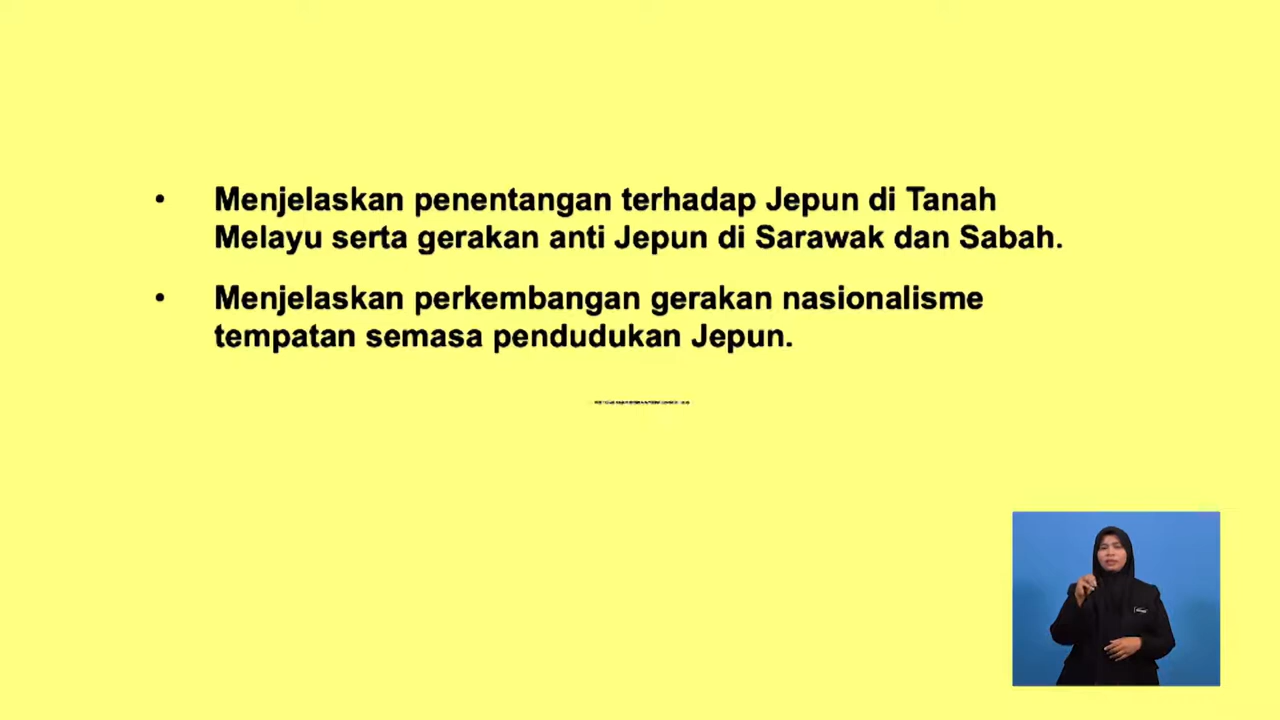 • Menjelaskan penentangan terhadap Jepun di Tanah
Melayu serta gerakan anti Jepun di Sarawak dan Sabah.
• Menjelaskan perkembangan gerakan nasionalisme
tempatan semasa pendudukan Jepun.